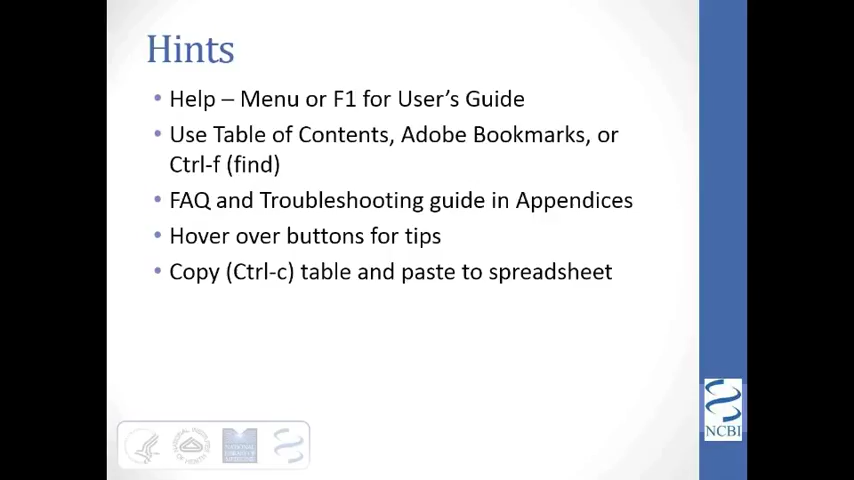 Hints
• Help – Menu or F1 for User's Guide
• Use Table of Contents, Adobe Bookmarks, or
Ctrl-f (find)
• FAQ and Troubleshooting guide in Appendices
• Hover over buttons for tips
• Copy (Ctrl-c) table and paste to spreadsheet
NCBI